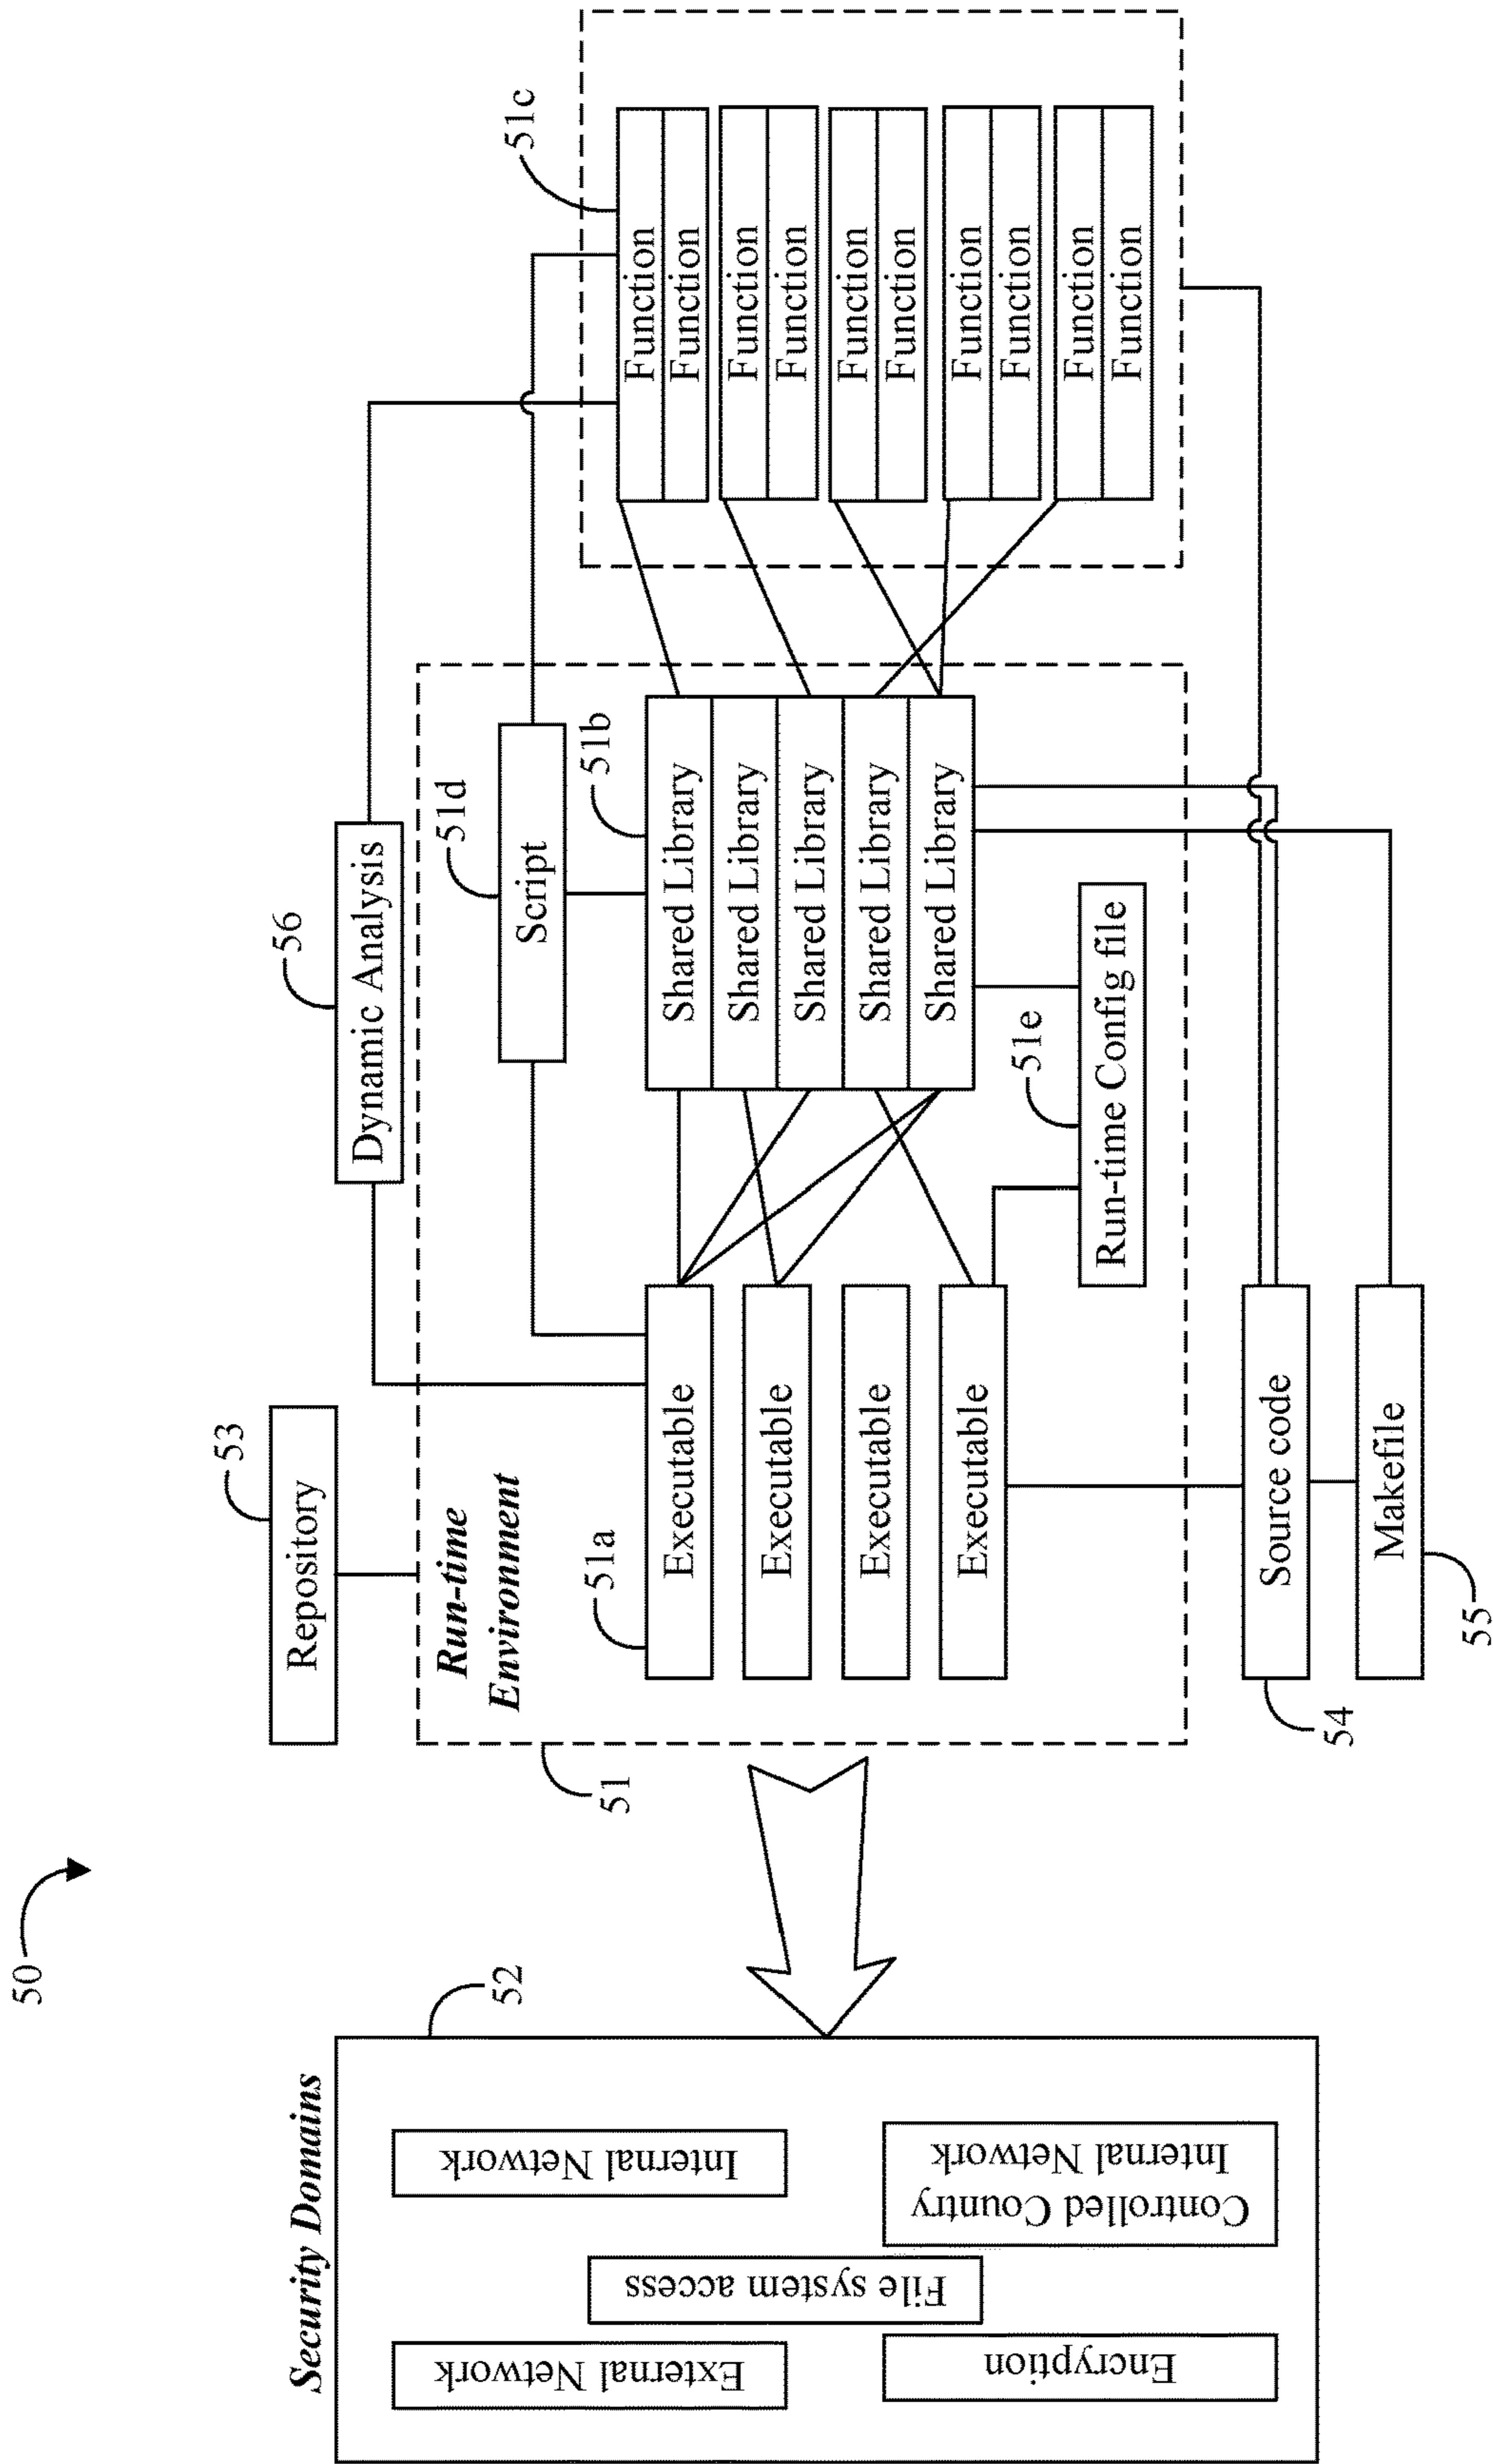 50
Security Domains
52
External Network
Internal Network
File system access
Encryption
Controlled Country
Internal Network
53
Repository
56
Dynamic Analysis
51
Run-time
Environment
51d
Script
51a
Executable
Executable
Executable
Executable
51b
Shared Library
Shared Library
Shared Library
Shared Library
Shared Library
51e
Run-time Config file
51c
Function
Function
Function
Function
Function
Function
Function
Function
Function
Function
54
Source code
Makefile
55